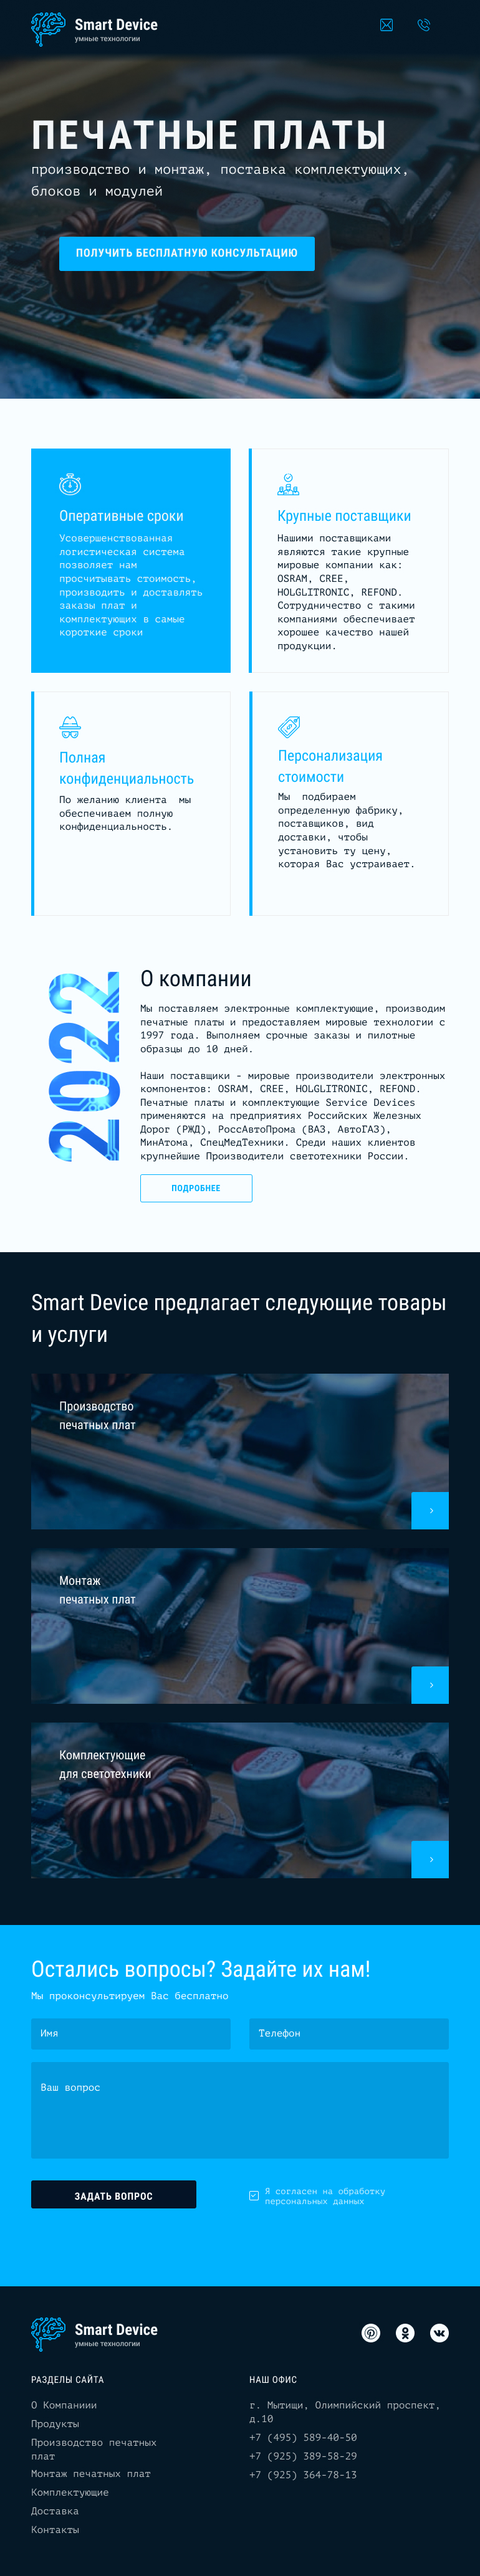 Smart Device
умные технологии
ПЕЧАТНЫЕ ПЛАТЫ
производство и монтаж, поставка комплектующих,
блоков и модулей
ПОЛУЧИТЬ БЕСПЛАТНУЮ КОНСУЛЬТАЦИЮ
Оперативные сроки
Усовершенствованная
логистическая система
позволяет нам
просчитывать стоимость,
производить и доставлять
заказы плат и
комплектующих в самые
короткие сроки
Крупные поставщики
Нашими поставщиками
являются такие крупные
мировые компании как:
OSRAM, CREE,
HOLGLITRONIC, REFOND.
Сотрудничество с такими
компаниями обеспечивает
хорошее качество нашей
продукции.
Полная
конфиденциальность
По желанию клиента мы
обеспечиваем полную
конфиденциальность.
Персонализация
стоимости
Мы подбираем
определенную фабрику,
поставщиков, вид
доставки, чтобы
установить ту цену,
которая Вас устраивает.
2022
О компании
Мы поставляем электронные комплектующие, производим
печатные платы и предоставляем мировые технологии с
1997 года. Выполняем срочные заказы и пилотные
образцы до 10 дней.
Наши поставщики - мировые производители электронных
компонентов: OSRAM, CREE, HOLGLITRONIC, REFOND.
Печатные платы и комплектующие Service Devices
применяются на предприятиях Российских Железных
Дорог (РЖД), РоссАвтоПрома (ВАЗ, АвтоГАЗ),
МинАтома, СпецМедТехники. Среди наших клиентов
крупнейшие Производители светотехники России.
ПОДРОБНЕЕ
Smart Device предлагает следующие товары
и услуги
Производство
печатных плат
Монтаж
печатных плат
Комплектующие
для светотехники
Остались вопросы? Задайте их нам!
Мы проконсультируем Вас бесплатно
Имя
Телефон
Ваш вопрос
ЗАДАТЬ ВОПРОС
Я согласен на обработку
персональных данных
Smart Device
умные технологии
РАЗДЕЛЫ САЙТА
О Компаниии
Продукты
Производство печатных
плат
Монтаж печатных плат
Комплектующие
Доставка
Контакты
НАШ ОФИС
г. Мытищи, Олимпийский проспект,
д.10
+7 (495) 589-40-50
+7 (925) 389-58-29
+7 (925) 364-78-13